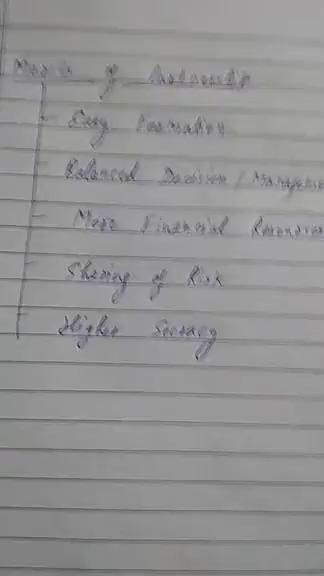 Merits of Partnership
Easy Formation
Balanced Decision / Manageme
More Financial Resources
Sharing of Risk
Higher Secrecy